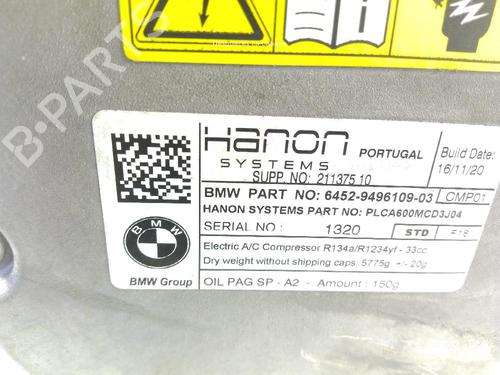 B-PARTS
Hanon
SYSTEMS
PORTUGAL
Build Date:
16/11/20
SUPP. NO: 211375.10
BMW PART NO: 6452-9496109-03 CMP01
HANON SYSTEMS PART NO: PLCA600MCD3J04
SERIAL NO: 1320 STD
Electric A/C Compressor R134a/R1234yf - 33cc
Dry weight without shipping caps: 5775g +/- 20g
BMW
BMW Group
OIL PAG SP - A2 - Amount : 150g